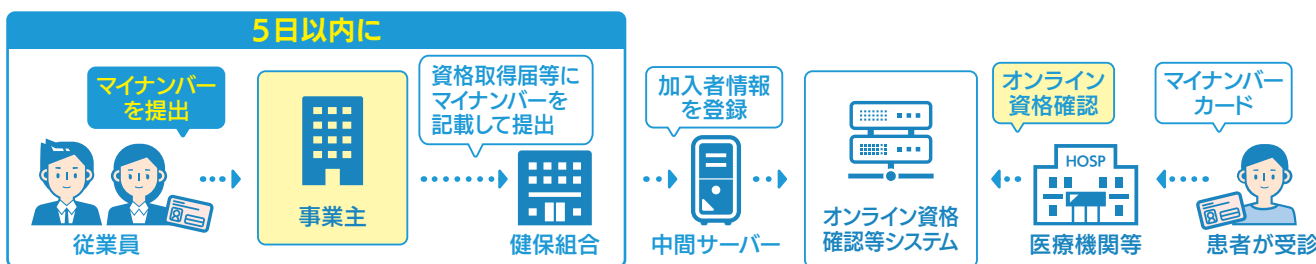 5日以内に
マイナンバー
を提出
従業員
事業主
資格取得届等に
マイナンバーを
記載して提出
健保組合
加入者情報
を登録
中間サーバー
オンライン資格
確認等システム
オンライン
資格確認
HOSP
医療機関等
マイナンバー
カード
患者が受診